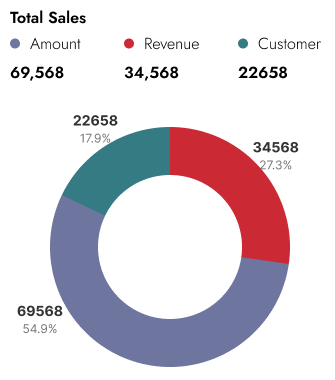 Total Sales
Amount Revenue Customer
69,568 34,568 22658
22658
17.9%
34568
27.3%
69568
54.9%